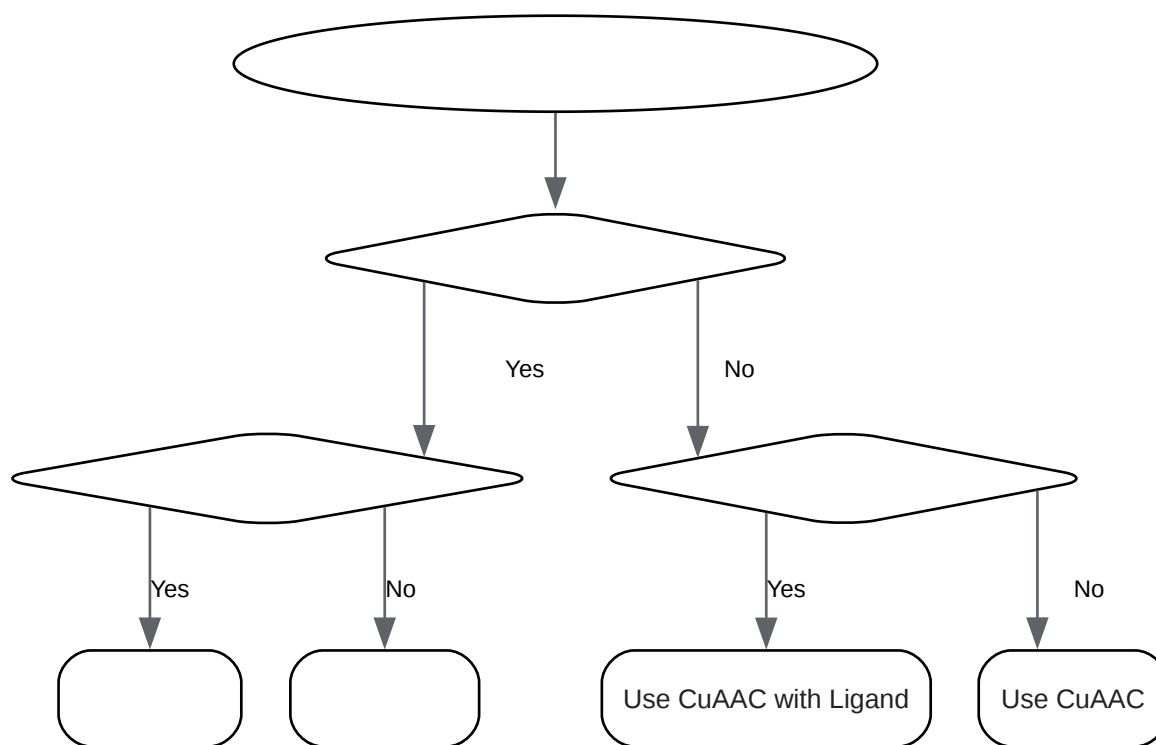 Yes
No
Yes
No
Yes
No
Use CuAAC with Ligand
Use CuAAC